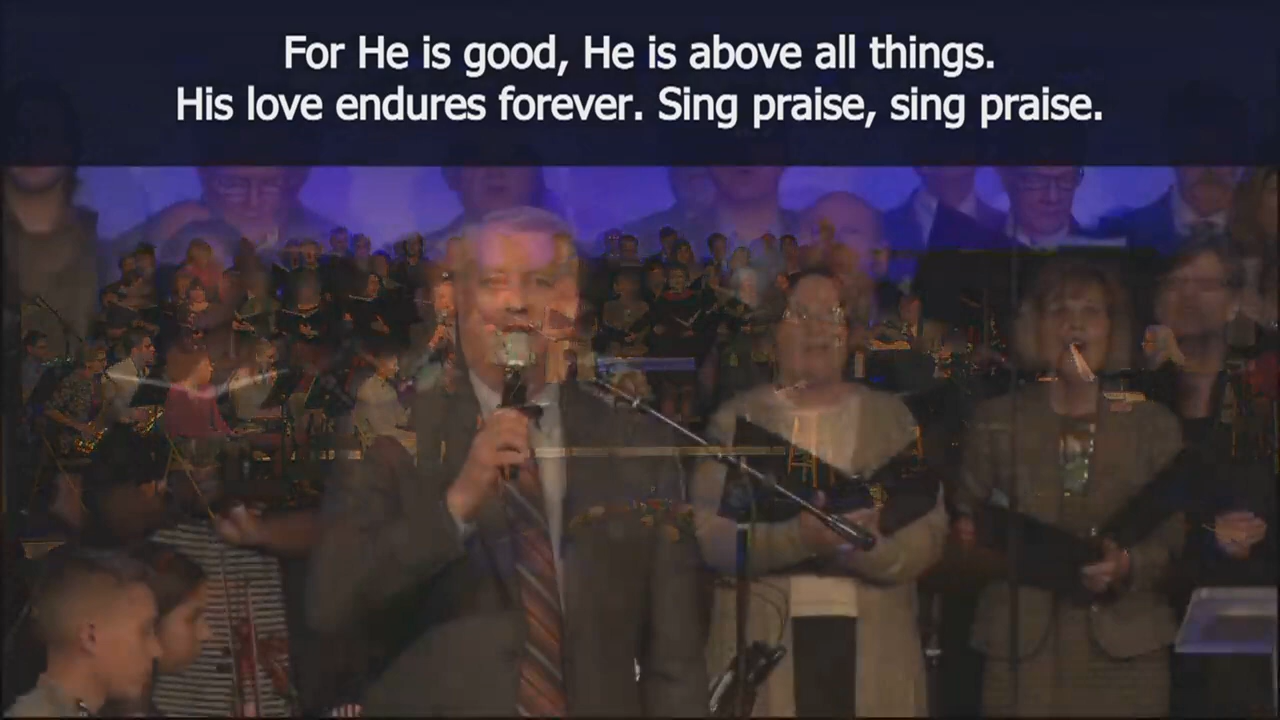 For He is good, He is above all things.
His love endures forever. Sing praise, sing praise.